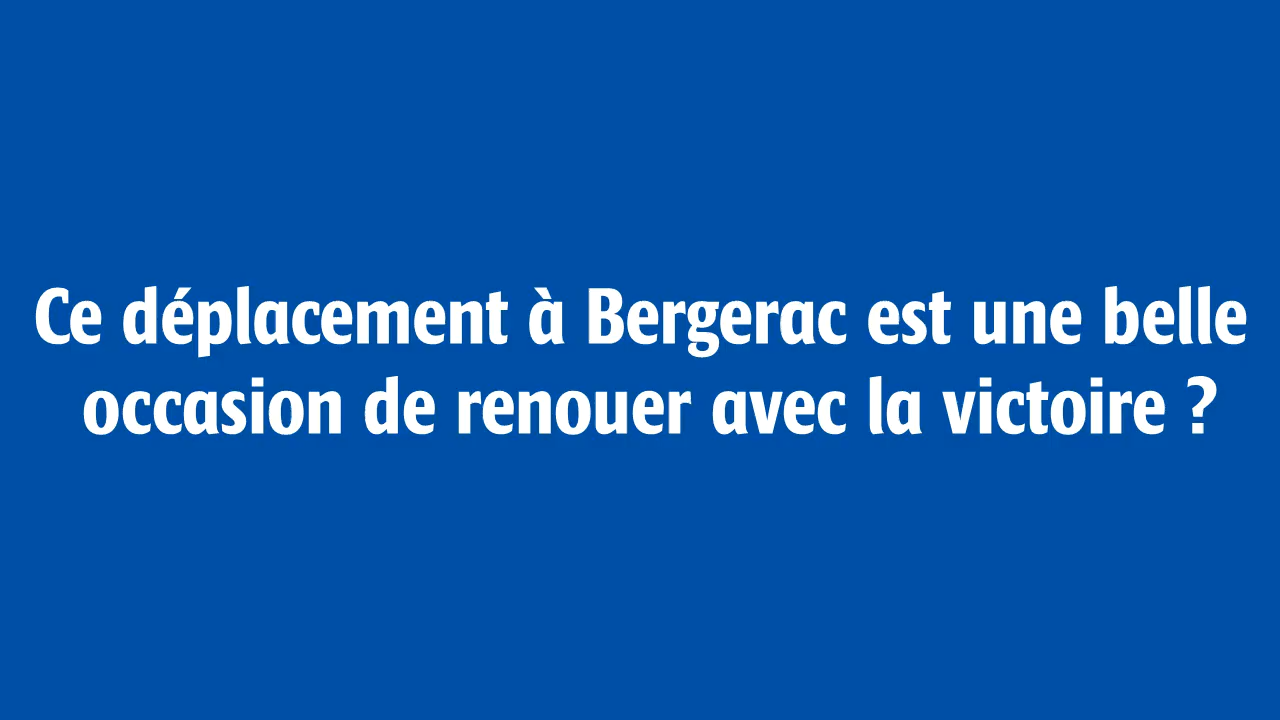 Ce déplacement à Bergerac est une belle
occasion de renouer avec la victoire ?